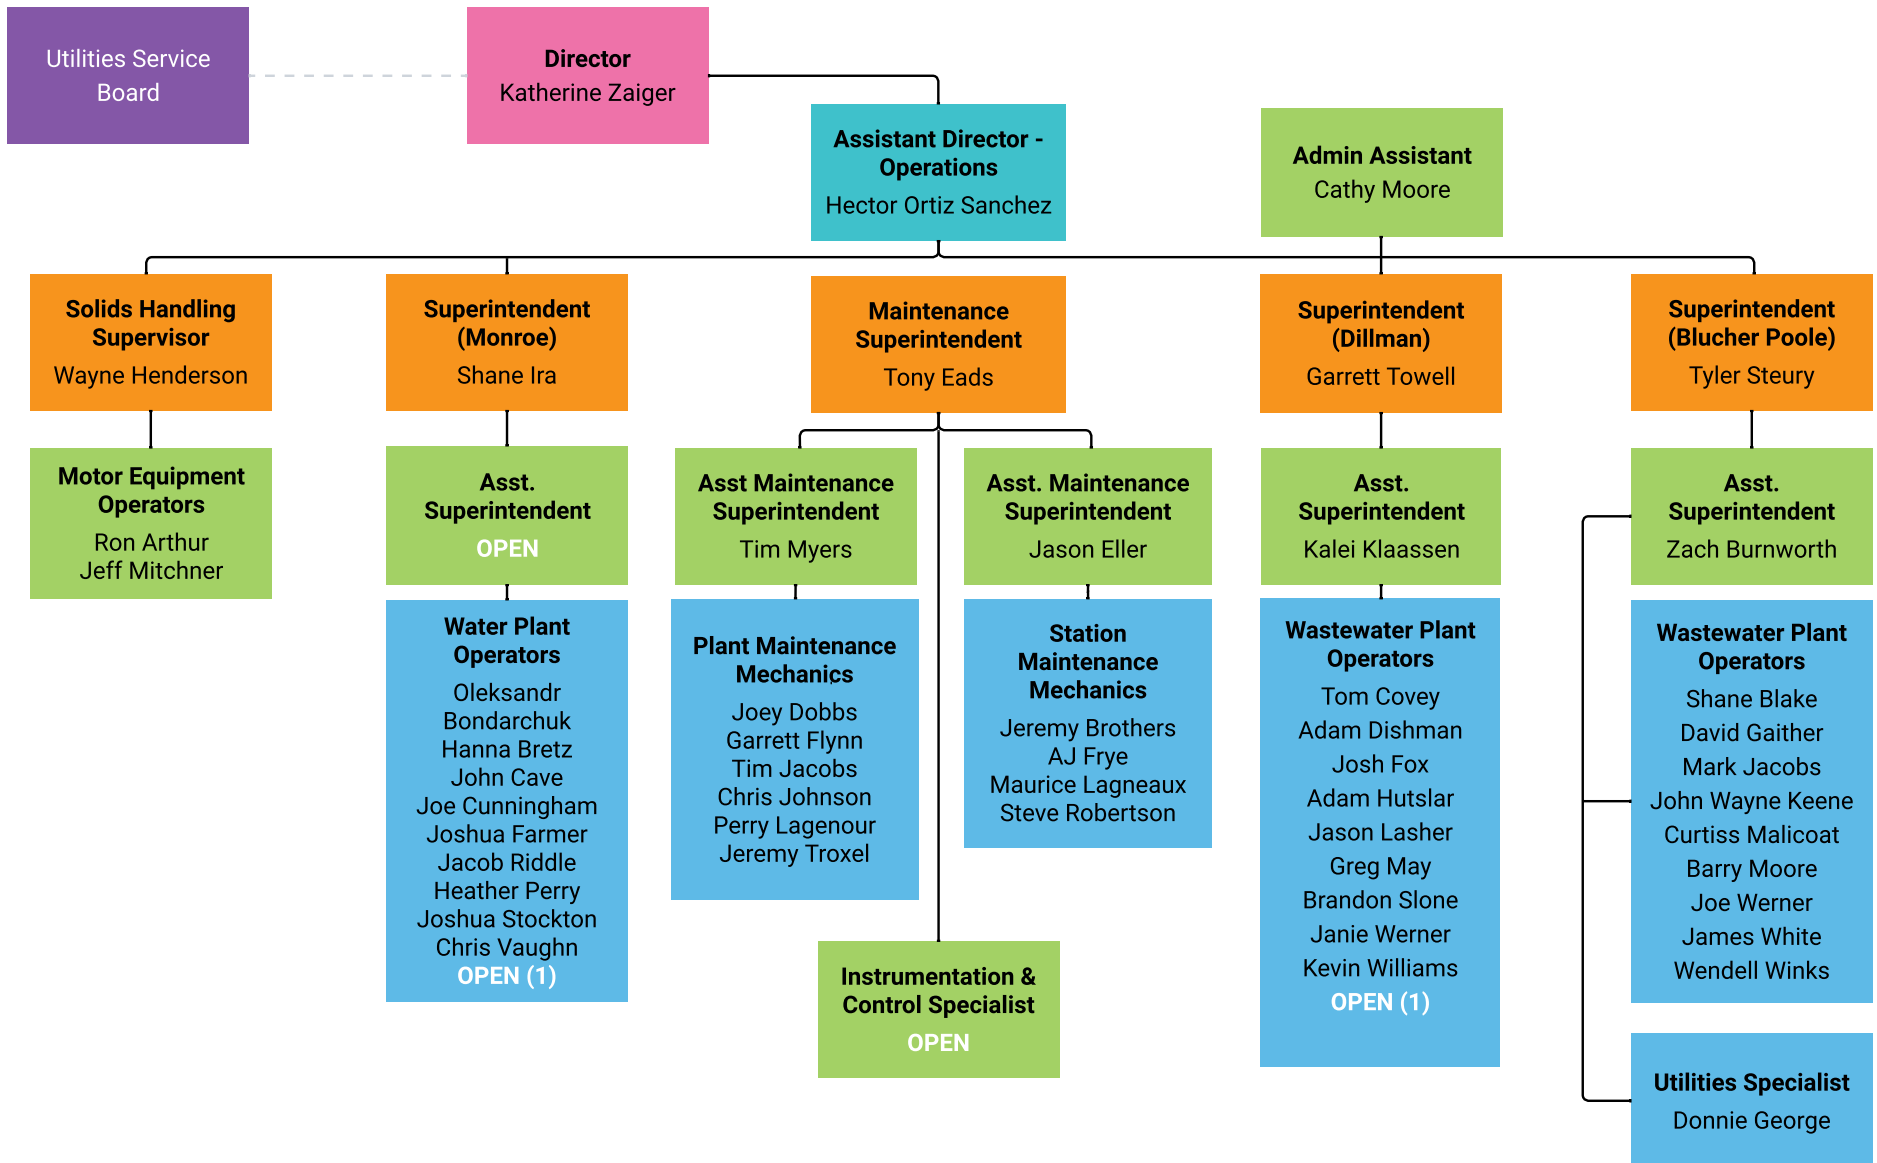 Utilities Service
Board
Director
Katherine Zaiger
Assistant Director -
Operations
Hector Ortiz Sanchez
Admin Assistant
Cathy Moore
Solids Handling
Supervisor
Wayne Henderson
Superintendent
(Monroe)
Shane Ira
Maintenance
Superintendent
Tony Eads
Superintendent
(Dillman)
Garrett Towell
Superintendent
(Blucher Poole)
Tyler Steury
Motor Equipment
Operators
Ron Arthur
Jeff Mitchner
Asst.
Superintendent
OPEN
Asst Maintenance
Superintendent
Tim Myers
Asst. Maintenance
Superintendent
Jason Eller
Asst.
Superintendent
Kalei Klaassen
Asst.
Superintendent
Zach Burnworth
Water Plant
Operators
Oleksandr
Bondarchuk
Hanna Bretz
John Cave
Joe Cunningham
Joshua Farmer
Jacob Riddle
Heather Perry
Joshua Stockton
Chris Vaughn
OPEN (1)
Plant Maintenance
Mechanics
Joey Dobbs
Garrett Flynn
Tim Jacobs
Chris Johnson
Perry Lagenour
Jeremy Troxel
Station
Maintenance
Mechanics
Jeremy Brothers
AJ Frye
Maurice Lagneaux
Steve Robertson
Wastewater Plant
Operators
Tom Covey
Adam Dishman
Josh Fox
Adam Hutslar
Jason Lasher
Greg May
Brandon Slone
Janie Werner
Kevin Williams
OPEN (1)
Wastewater Plant
Operators
Shane Blake
David Gaither
Mark Jacobs
John Wayne Keene
Curtiss Malicoat
Barry Moore
Joe Werner
James White
Wendell Winks
Instrumentation &
Control Specialist
OPEN
Utilities Specialist
Donnie George